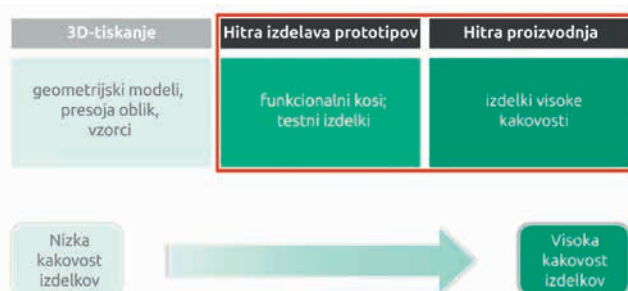 3D-tiskanje
Hitra izdelava prototipov
Hitra proizvodnja
geometrijski modeli,
presoja oblik,
vzorci
funkcionalni kosi;
testni izdelki
izdelki visoke
kakovosti
Nizka
kakovost
izdelkov
Visoka
kakovost
izdelkov